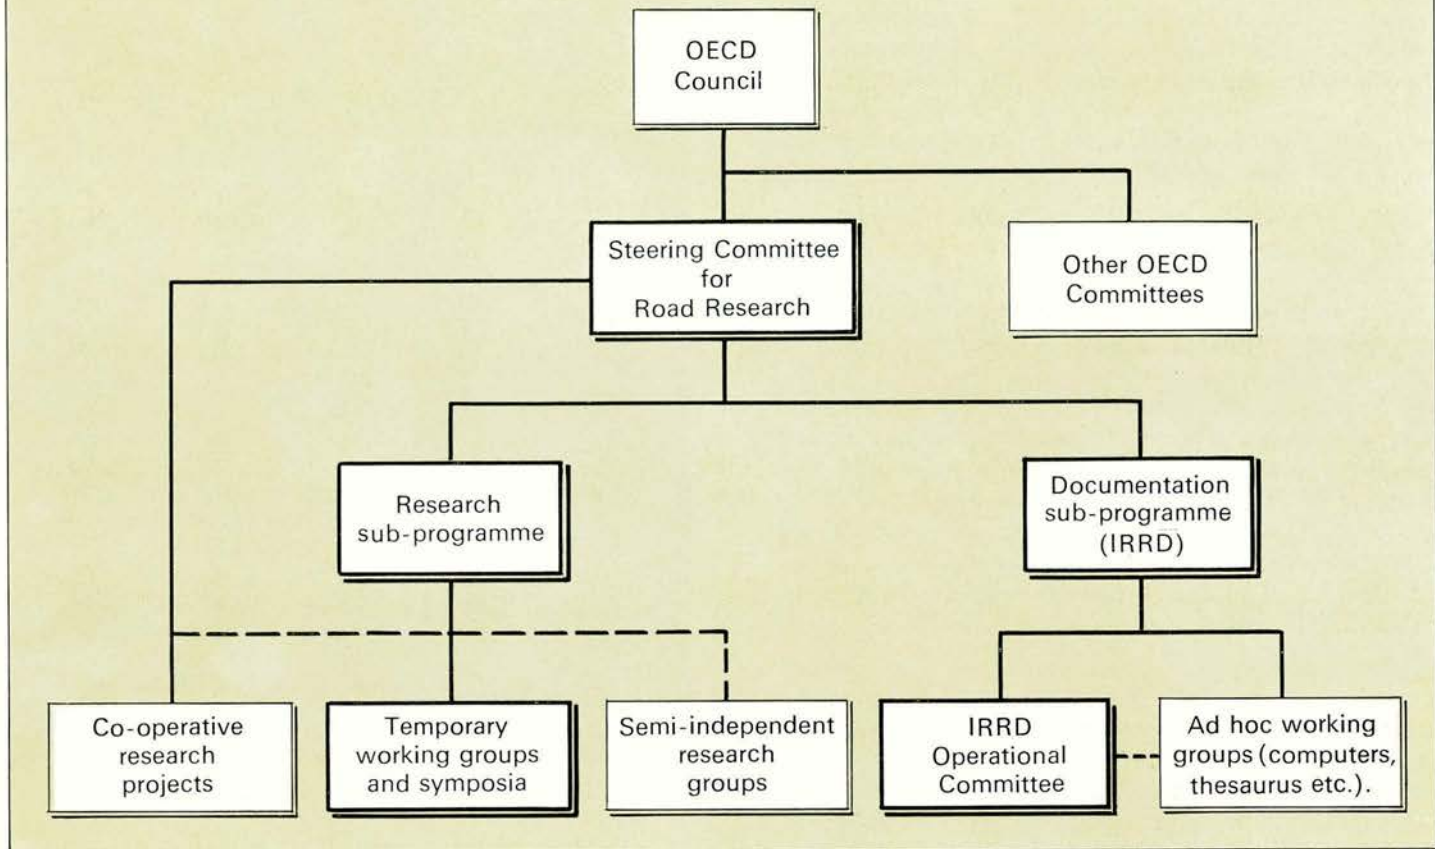 OECD
Council
Steering Committee
for
Road Research
Other OECD
Committees
Research
sub-programme
Documentation
sub-programme
(IRRD)
Co-operative
research
projects
Temporary
working groups
and symposia
Semi-independent
research
groups
IRRD
Operational
Committee
Ad hoc working
groups (computers,
thesaurus etc.).